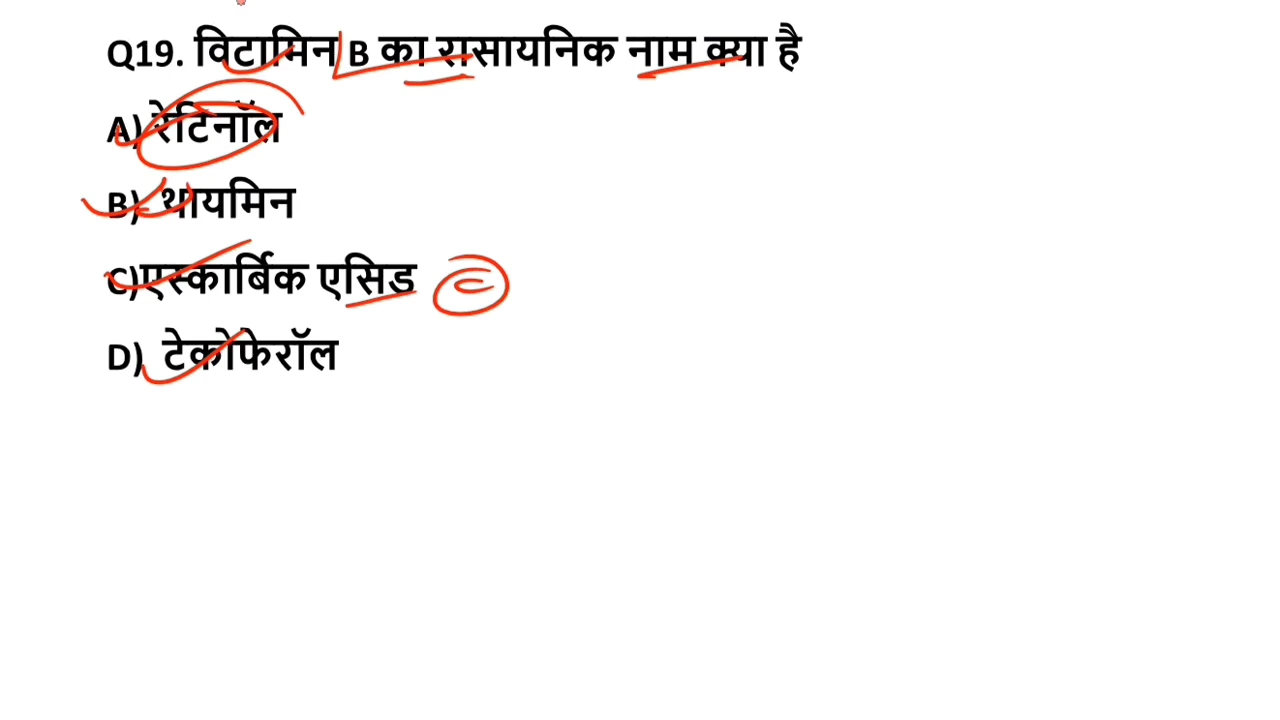 Q19. विटामिन B का रासायनिक नाम क्या है
A) रेटिनॉल
B) थायमिन
C)एस्कार्बिक एसिड C
D) टेकोफेरॉल